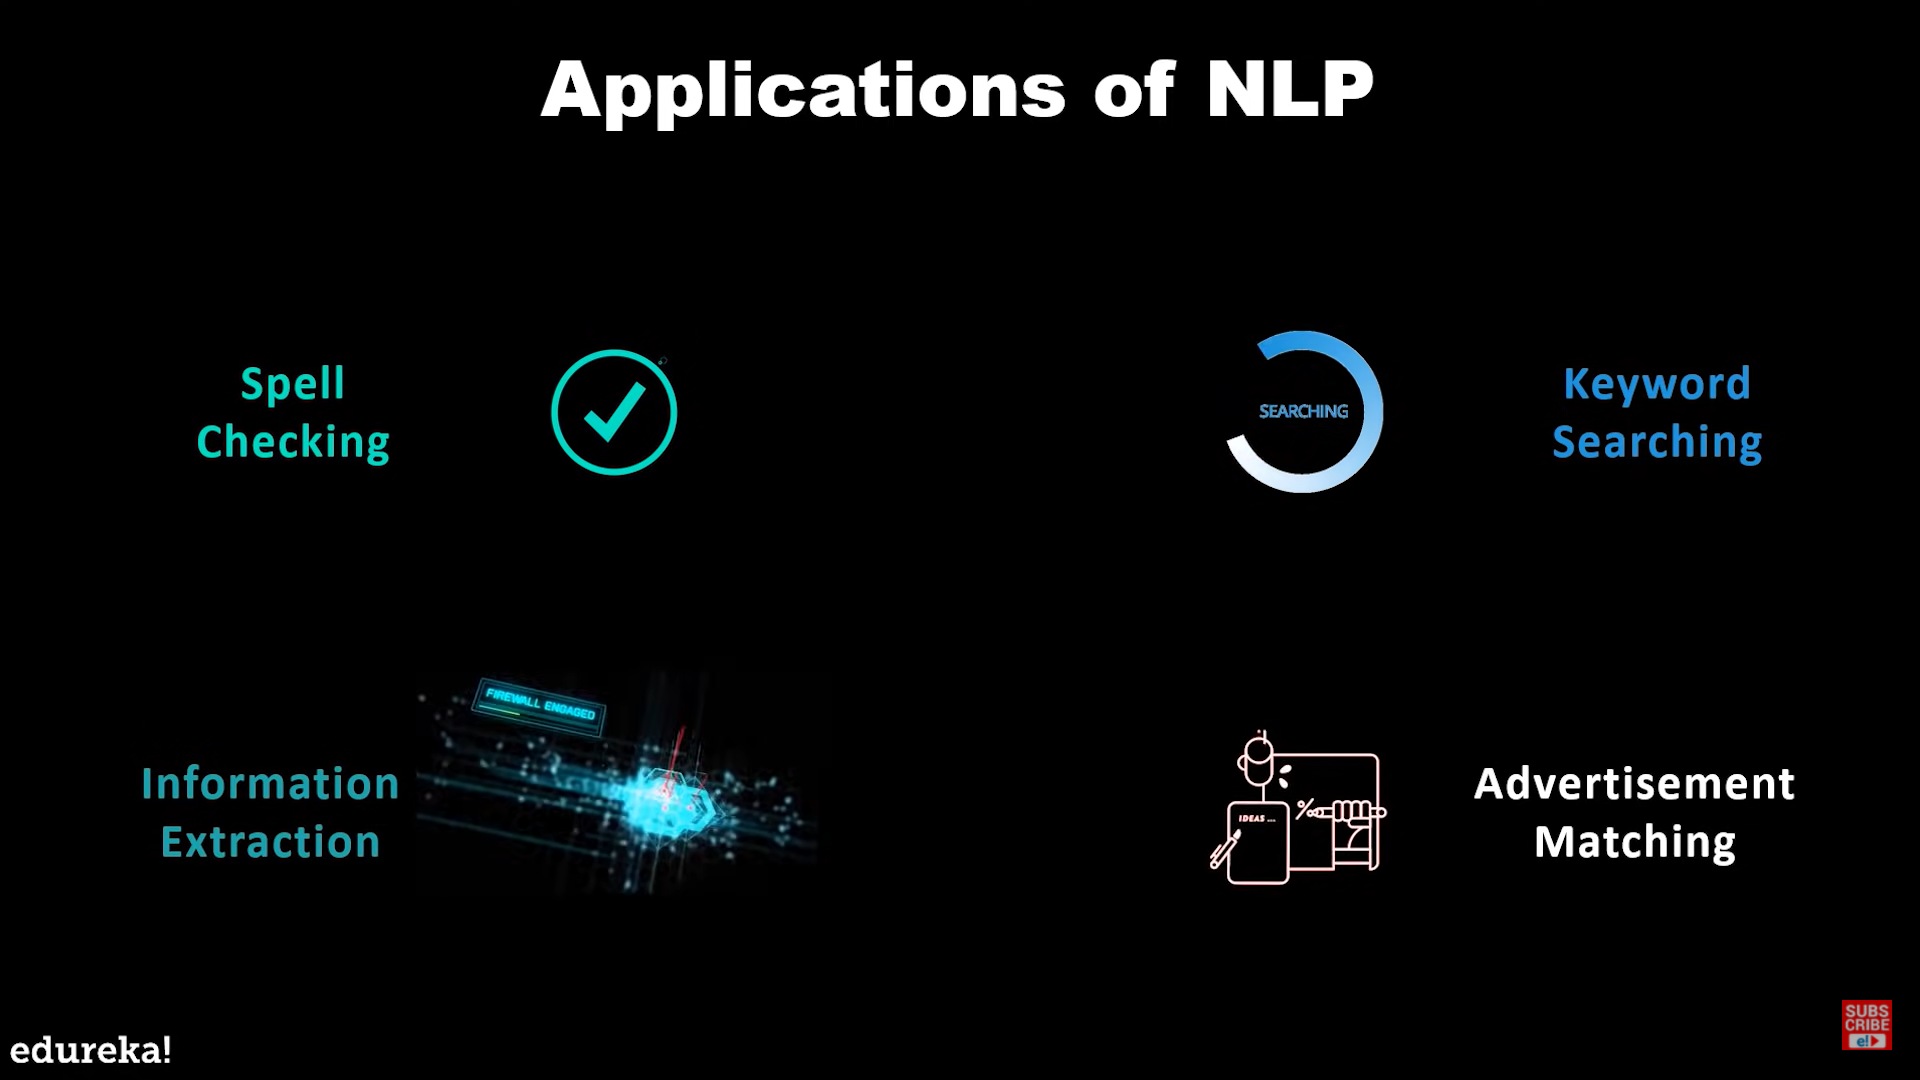 Applications of NLP
Spell
Checking
SEARCHING
Keyword
Searching
FIREWALL ENGAGED
Information
Extraction
IDEAS ...
%
Advertisement
Matching
edureka!
SUBS
CRIBE
e!